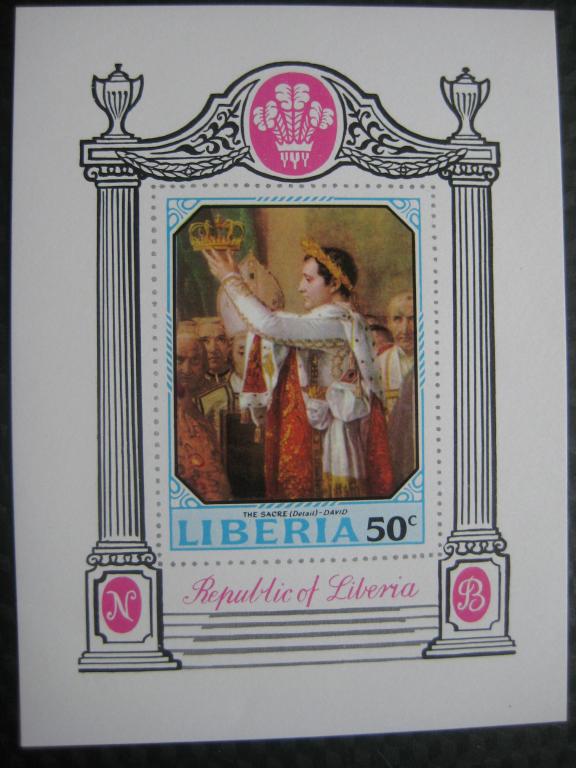 THE SACRE (Detail)-DAVID
LIBERIA 50c
Republic of Liberia
N
B